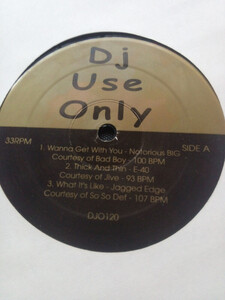 Dj
Use
Only
33RPM
SIDE A
1. Wanna Get With You - Notorious BIG
Courtesy of Bad Boy - 100 BPM
2. Thick And Thin - E-40
Courtesy of Jive - 93 BPM
3. What It's Like - Jagged Edge
Courtesy of So So Def - 107 BPM
DJO120